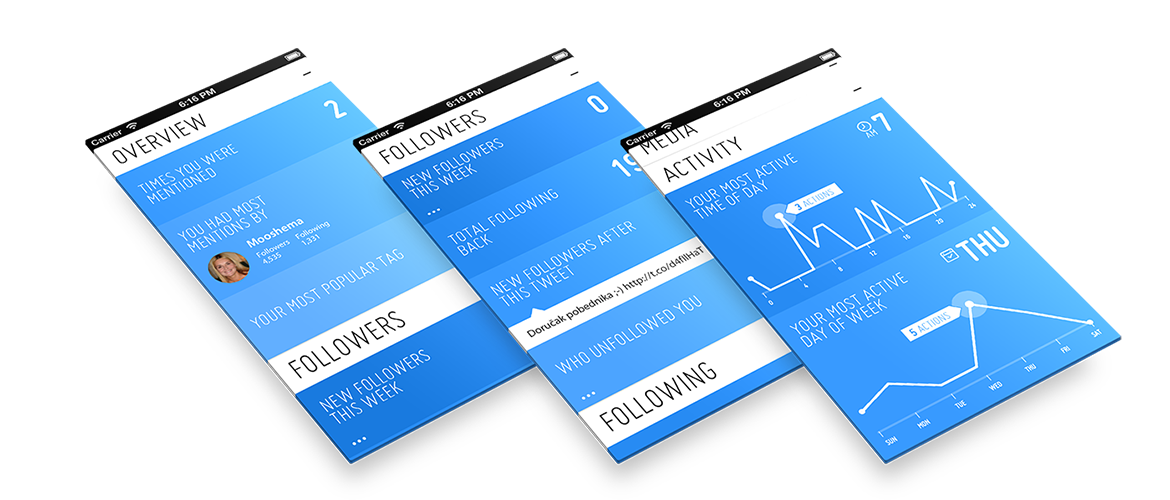 Carrier 6:16 PM
OVERVIEW
2
TIMES YOU WERE
MENTIONED
YOU HAD MOST
MENTIONS BY
Mooshema
Followers Following
4,535 1,331
YOUR MOST POPULAR TAG
FOLLOWERS
NEW FOLLOWERS
THIS WEEK
...
Carrier 6:16 PM
FOLLOWERS
0
NEW FOLLOWERS
THIS WEEK
...
TOTAL FOLLOWING
BACK
NEW FOLLOWERS AFTER
THIS TWEET
Doručak pobednika ;-) http://t.co/d4fIlHaT
WHO UNFOLLOWED YOU
...
FOLLOWING
Carrier 6:16 PM
MEDIA
ACTIVITY
AM 7
YOUR MOST ACTIVE
TIME OF DAY
3 ACTIONS
1 0 4 8 12 16 20 24
THU
YOUR MOST ACTIVE
DAY OF WEEK
5 ACTIONS
SUN MON TUE WED THU FRI SAT